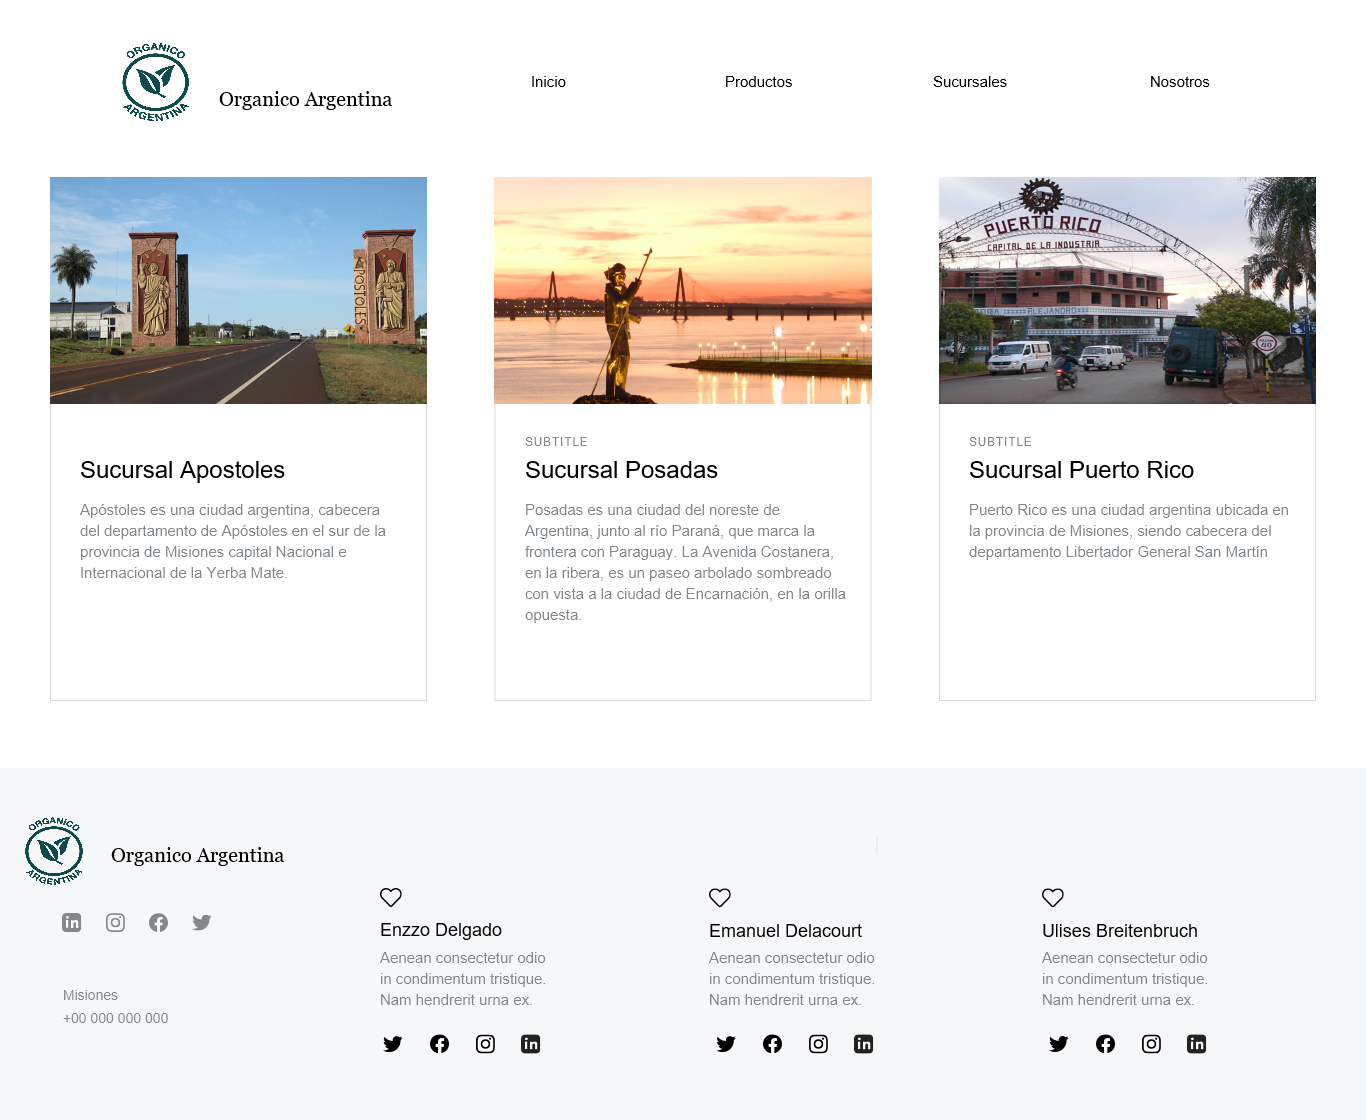 ORGANICO
ARGENTINA
Organico Argentina
Inicio
Productos
Sucursales
Nosotros
APOSTOLES
PUERTO RICO
CAPITAL DE LA INDUSTRIA
ALEJANDRO
Sucursal Apostoles
Apóstoles es una ciudad argentina, cabecera
del departamento de Apóstoles en el sur de la
provincia de Misiones capital Nacional e
Internacional de la Yerba Mate.
SUBTITLE
Sucursal Posadas
Posadas es una ciudad del noreste de
Argentina, junto al río Paraná, que marca la
frontera con Paraguay. La Avenida Costanera,
en la ribera, es un paseo arbolado sombreado
con vista a la ciudad de Encarnación, en la orilla
opuesta.
SUBTITLE
Sucursal Puerto Rico
Puerto Rico es una ciudad argentina ubicada en
la provincia de Misiones, siendo cabecera del
departamento Libertador General San Martín
ORGANICO
ARGENTINA
Organico Argentina
Misiones
+00 000 000 000
Enzzo Delgado
Aenean consectetur odio
in condimentum tristique.
Nam hendrerit urna ex.
Emanuel Delacourt
Aenean consectetur odio
in condimentum tristique.
Nam hendrerit urna ex.
Ulises Breitenbruch
Aenean consectetur odio
in condimentum tristique.
Nam hendrerit urna ex.